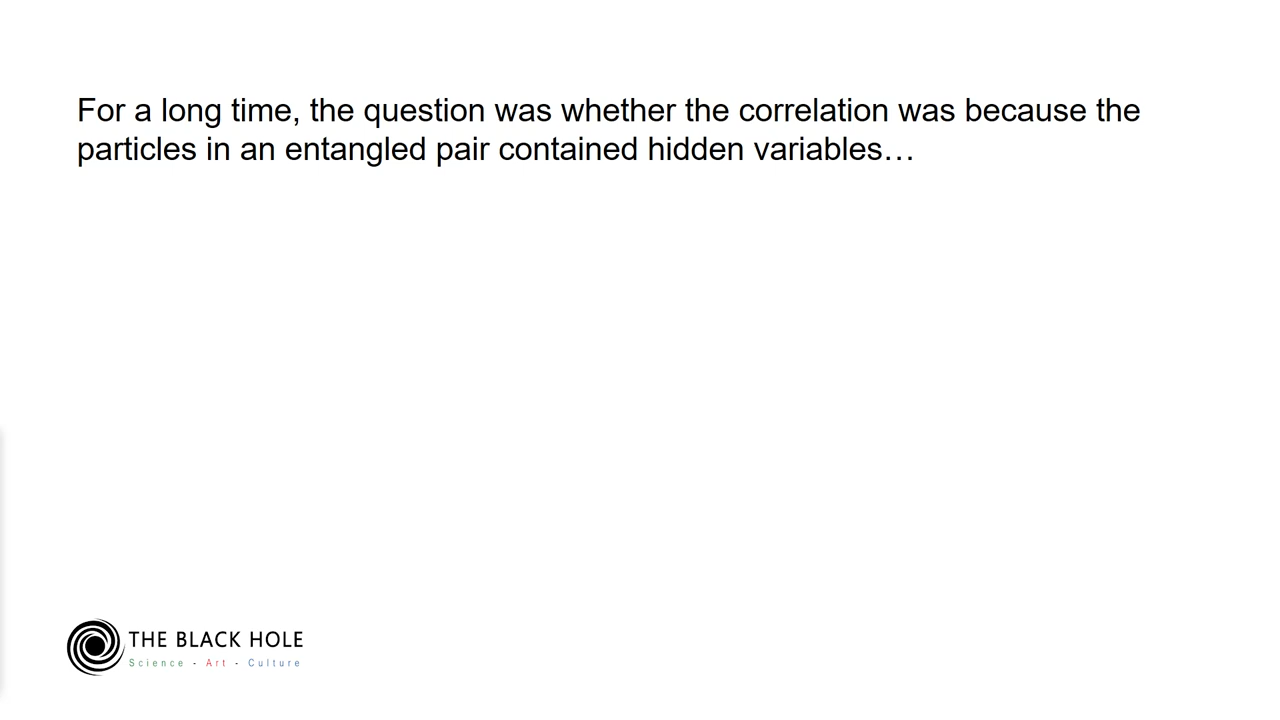 For a long time, the question was whether the correlation was because the
particles in an entangled pair contained hidden variables…
THE BLACK HOLE
Science - Art - Culture